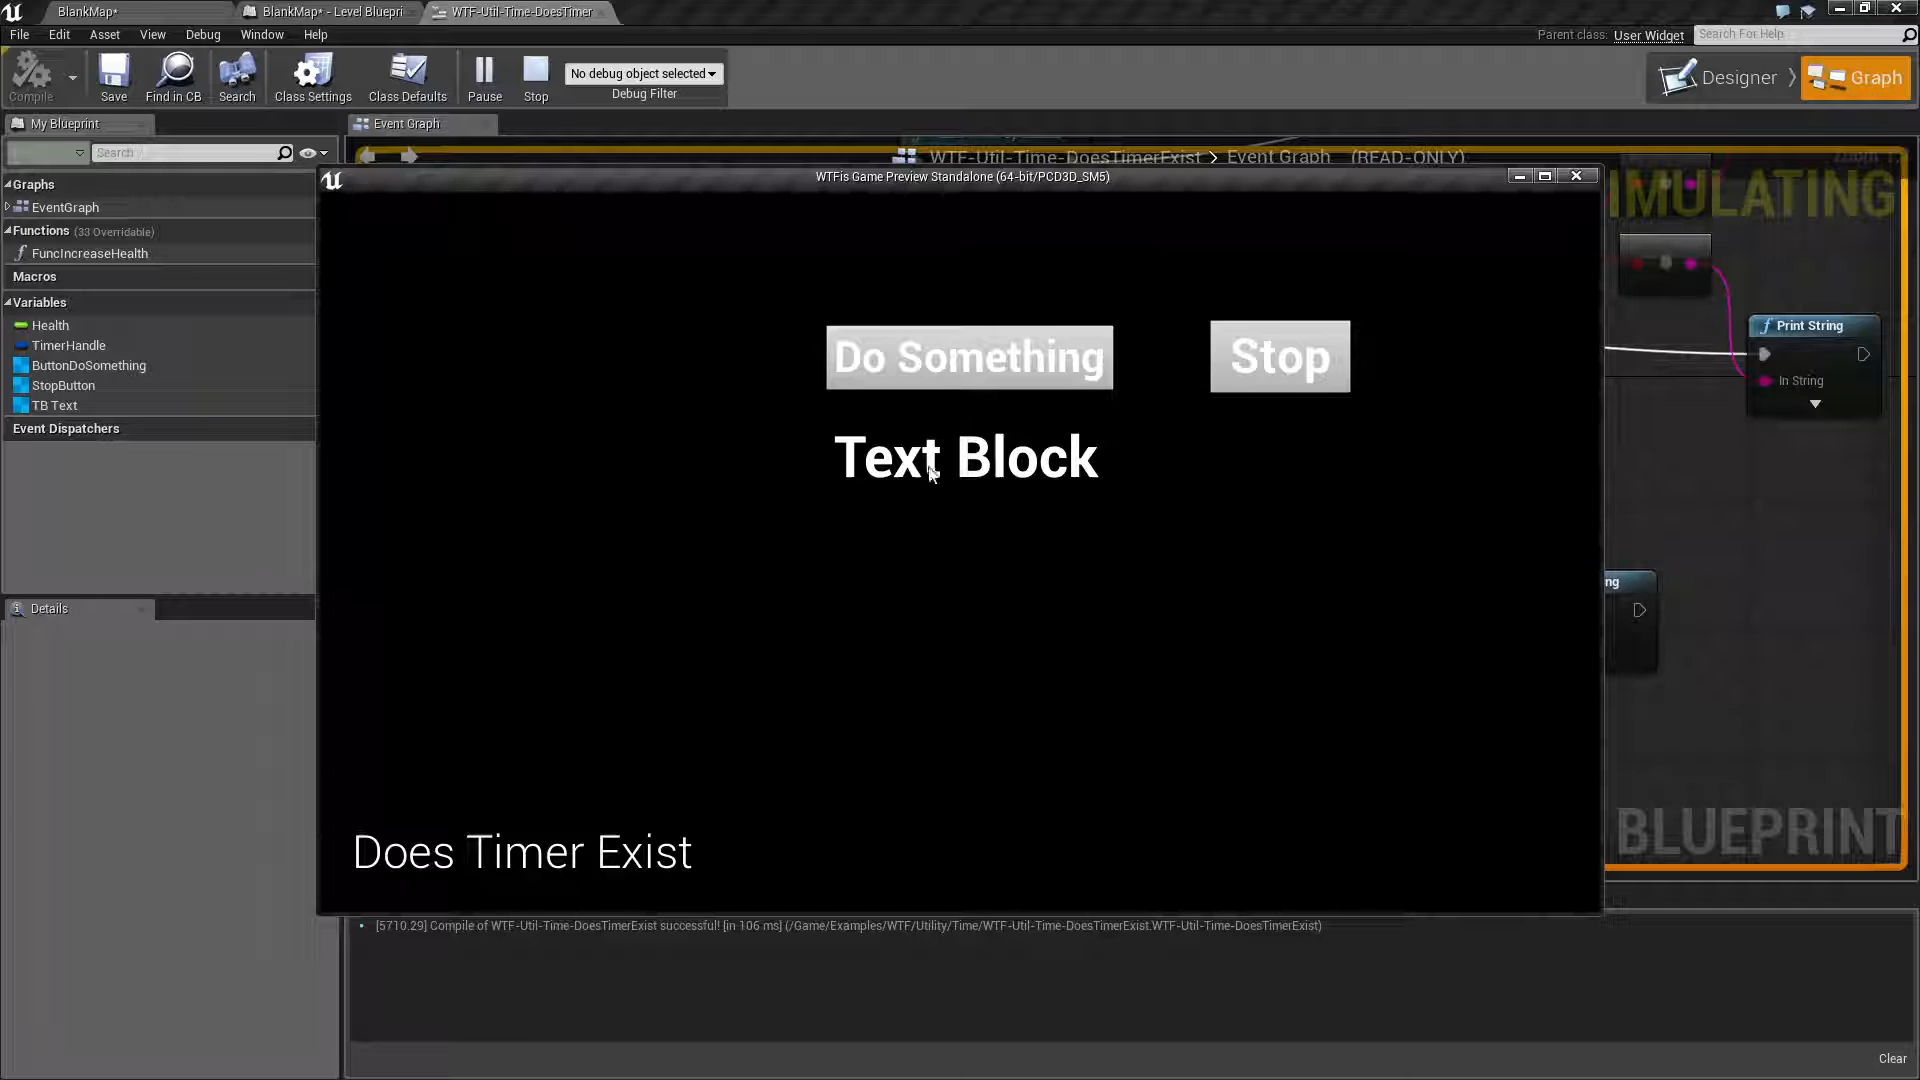 BlankMap*
BlankMap* - Level Bluepri
WTF-Util-Time-DoesTimer
File Edit Asset View Debug Window Help
Parent class: User Widget
Search For Help
Compile
Save
Find in CB
Search
Class Settings
Class Defaults
Pause
Stop
No debug object selected
Debug Filter
Designer
Graph
My Blueprint
Event Graph
Search
WTF-Util-Time-DoesTimerExist > Event Graph (READ-ONLY)
WTFis Game Preview Standalone (64-bit/PCD3D_SM5)
IMULATING
Graphs
EventGraph
Functions (33 Overridable)
FuncIncreaseHealth
Macros
Variables
Health
TimerHandle
ButtonDoSomething
StopButton
TB Text
Event Dispatchers
Details
Do Something
Stop
Text Block
Does Timer Exist
Print String
In String
ng
BLUEPRINT
[5710.29] Compile of WTF-Util-Time-DoesTimerExist successful! [in 106 ms] (/Game/Examples/WTF/Utility/Time/WTF-Util-Time-DoesTimerExist.WTF-Util-Time-DoesTimerExist)
Clear